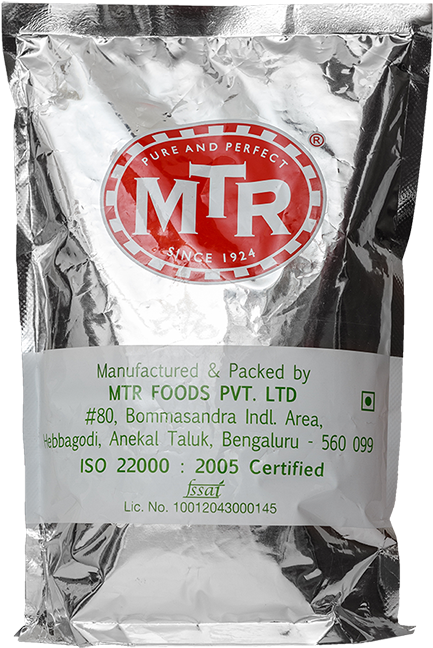 PURE AND PERFECT
®
MTR
SINCE 1924
Manufactured & Packed by
MTR FOODS PVT. LTD
#80, Bommasandra Indl. Area,
Hebbagodi, Anekal Taluk, Bengaluru - 560 099
ISO 22000 : 2005 Certified
fssai
Lic. No. 10012043000145